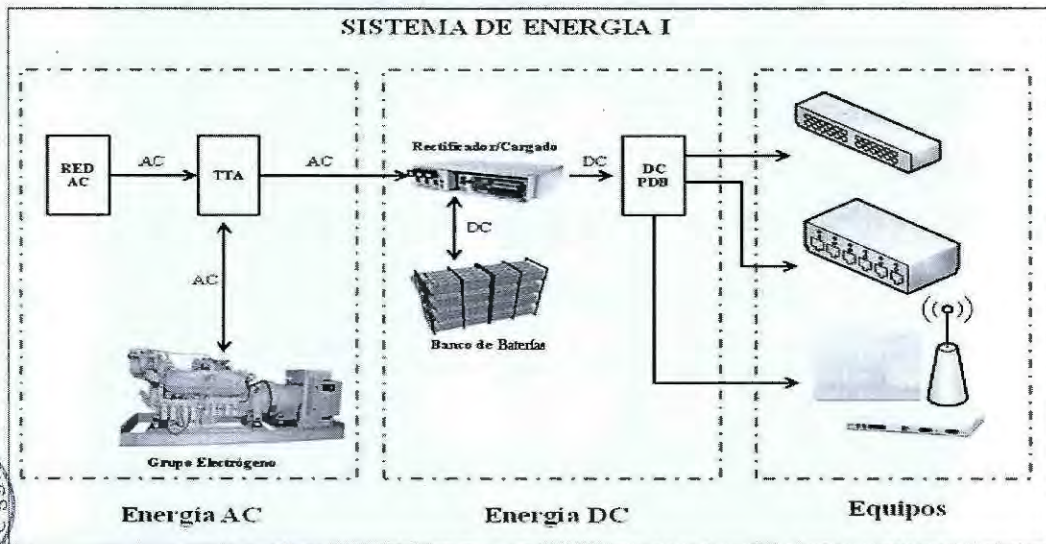 SISTEMA DE ENERGIA I
RED
AC
AC
TTA
AC
AC
Grupo Electrógeno
Energía AC
Rectificador/Cargado
DC
DC
PDB
DC
Banco de Baterías
Energía DC
Equipos